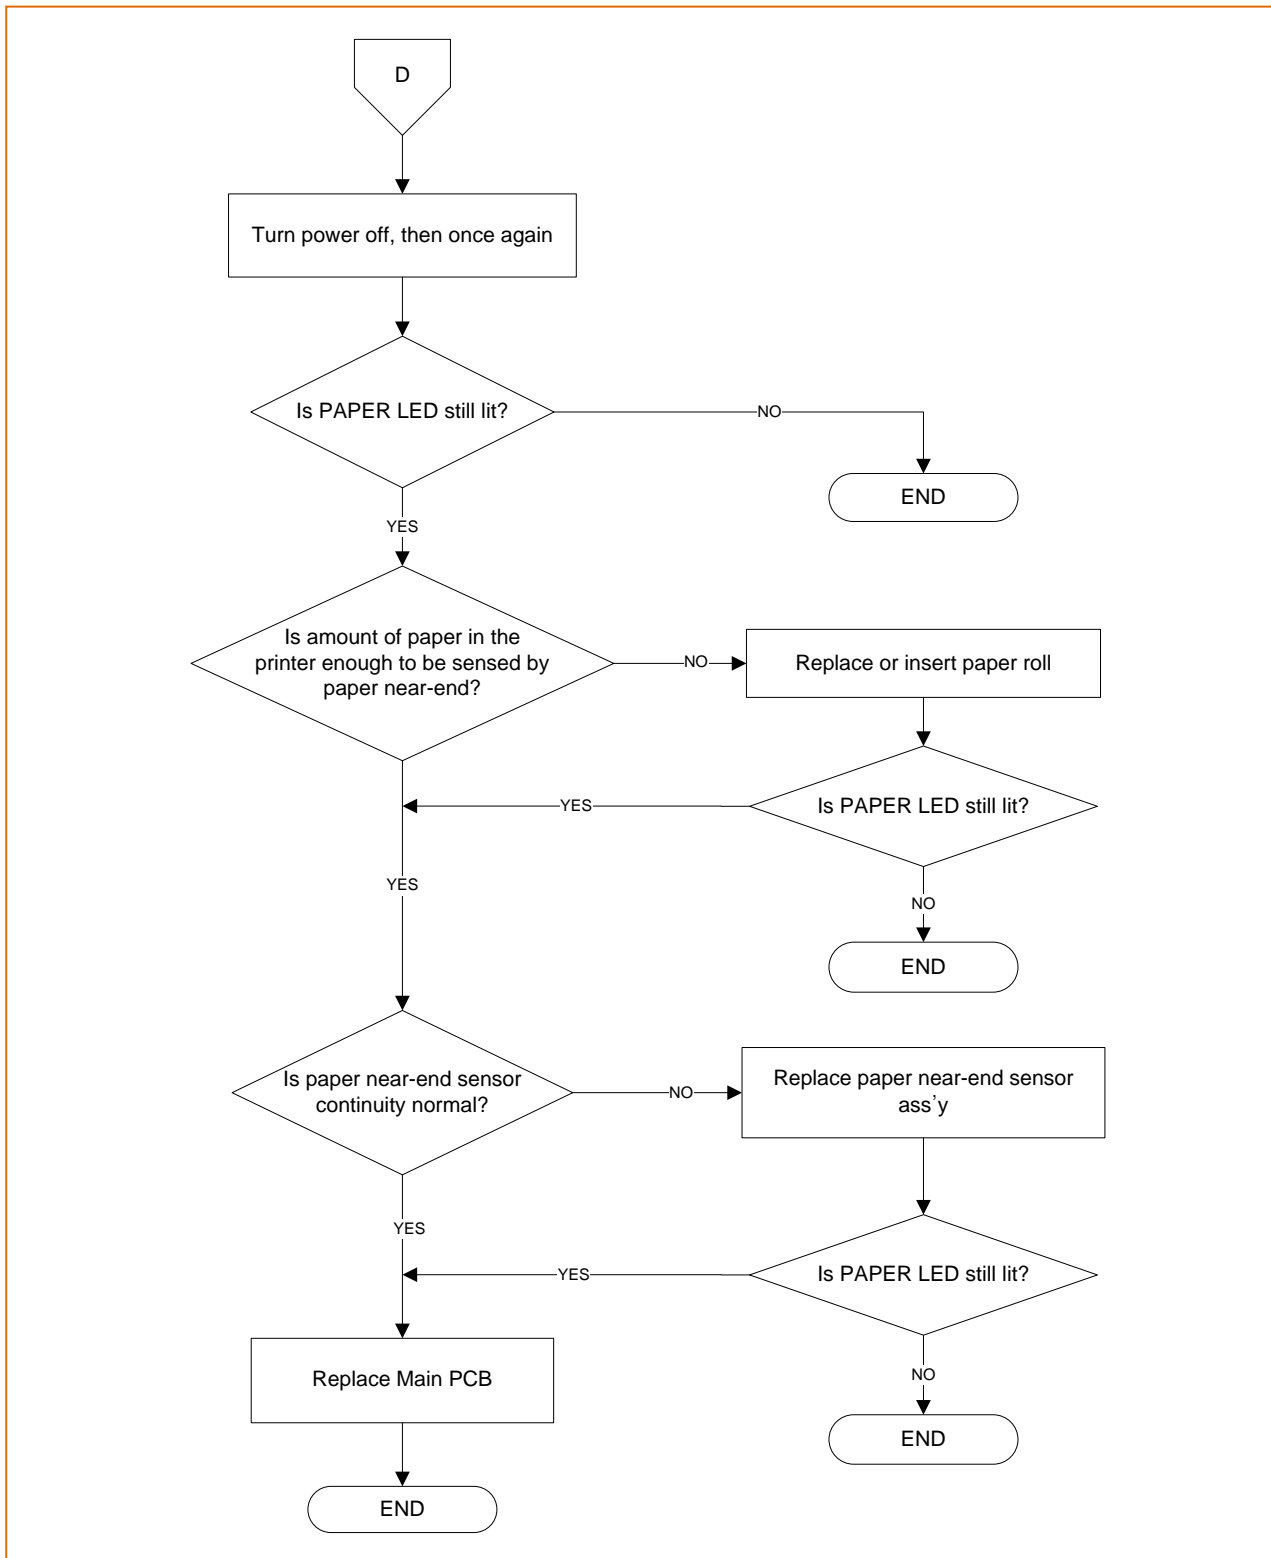 D
Turn power off, then once again
Is PAPER LED still lit?
NO
END
YES
Is amount of paper in the
printer enough to be sensed by
paper near-end?
NO
Replace or insert paper roll
YES
Is PAPER LED still lit?
YES
NO
END
Is paper near-end sensor
continuity normal?
NO
Replace paper near-end sensor
ass’y
YES
YES
Is PAPER LED still lit?
Replace Main PCB
NO
END
END